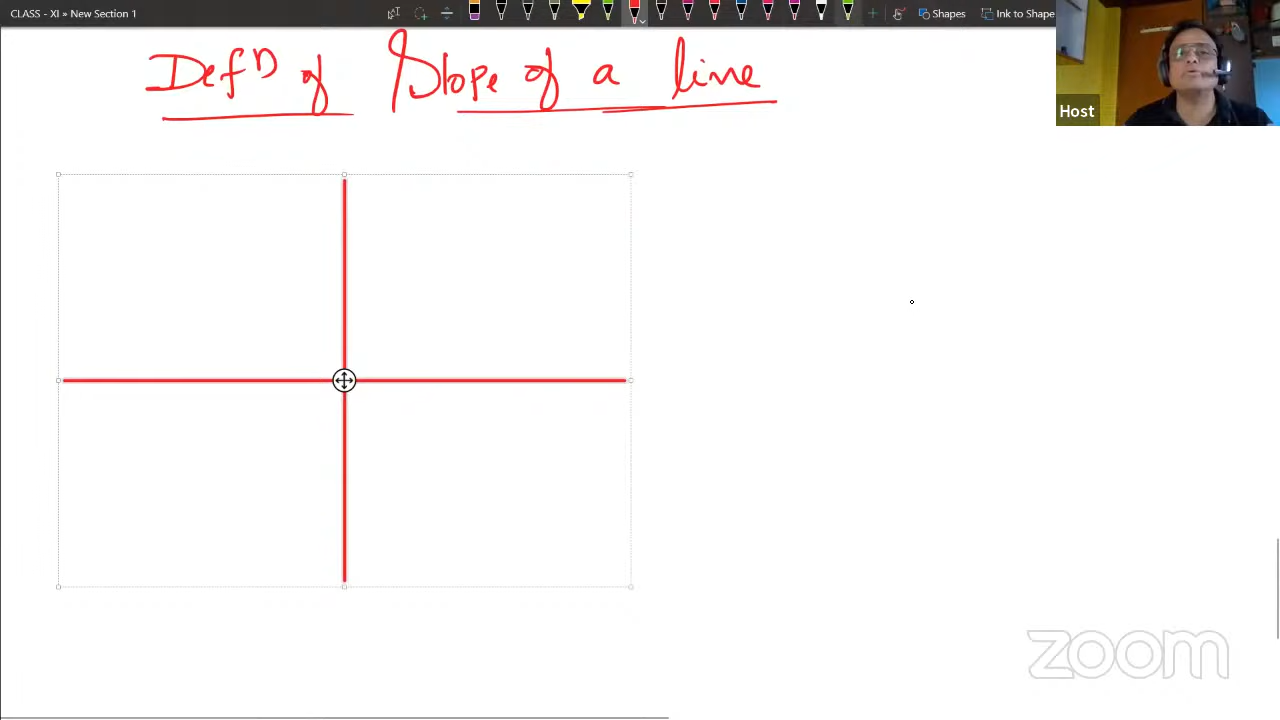 CLASS - XI » New Section 1
Shapes
Ink to Shape
Host
Defⁿ of Slope of a line
zoom